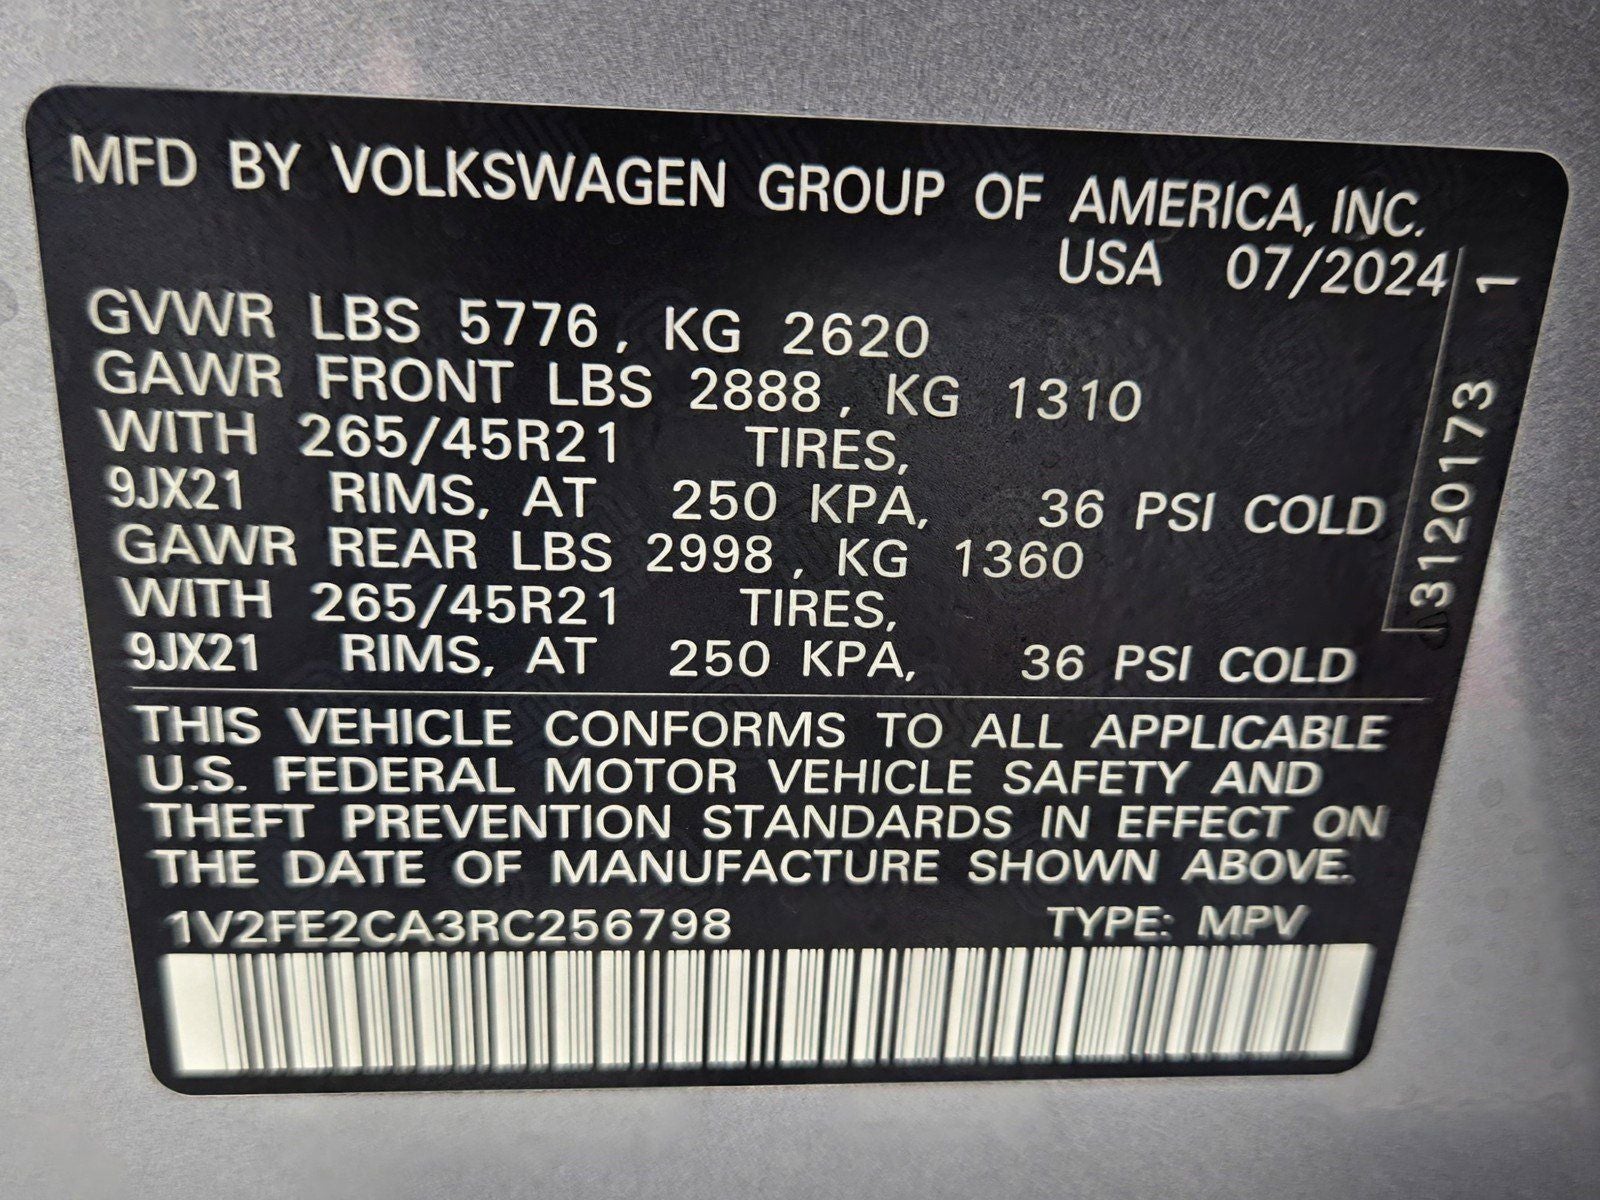 MFD BY VOLKSWAGEN GROUP OF AMERICA, INC.
USA 07/2024
GVWR LBS 5776, KG 2620
GAWR FRONT LBS 2888, KG 1310
WITH 265/45R21 TIRES,
9JX21 RIMS, AT 250 KPA, 36 PSI COLD
GAWR REAR LBS 2998, KG 1360
WITH 265/45R21 TIRES,
9JX21 RIMS, AT 250 KPA, 36 PSI COLD
3120173 1
THIS VEHICLE CONFORMS TO ALL APPLICABLE
U.S. FEDERAL MOTOR VEHICLE SAFETY AND
THEFT PREVENTION STANDARDS IN EFFECT ON
THE DATE OF MANUFACTURE SHOWN ABOVE.
1V2FE2CA3RC256798 TYPE: MPV